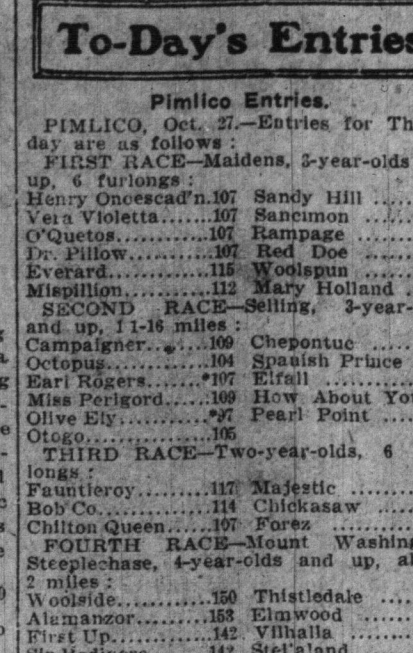 To-Day's Entries
Pimlico Entries.
PIMLICO, Oct. 27.—Entries for Th
day are as follows :
FIRST RACE—Maidens, 3-year-olds
up, 6 furlongs :
Henry Oncescad'n.107 Sandy Hill .....
Vera Violetta......107 Sancimon .....
O'Quetos...........107 Rampage ......
Dr. Pillow..........107 Red Doe ......
Everard............115 Woolspun .....
Mispillion..........112 Mary Holland .
SECOND RACE—Selling, 3-year-
and up, 1 1-16 miles :
Campaigner........109 Chepontuc .....
Octopus............104 Spanish Prince
Earl Rogers.......*107 Elfall .........
Miss Perigord.....109 How About Yo
Olive Ely..........*97 Pearl Point ....
Otogo..............105
THIRD RACE—Two-year-olds, 6
longs :
Fauntleroy.........117 Majestic .......
Bob Co.............114 Chickasaw .....
Chilton Queen.....107 Forez .........
FOURTH RACE—Mount Washin
Steeplechase, 4-year-olds and up, a
2 miles :
Woolside...........150 Thistledale ....
Alamanzor..........153 Elmwood ......
First Up............142 Vilhalla ......